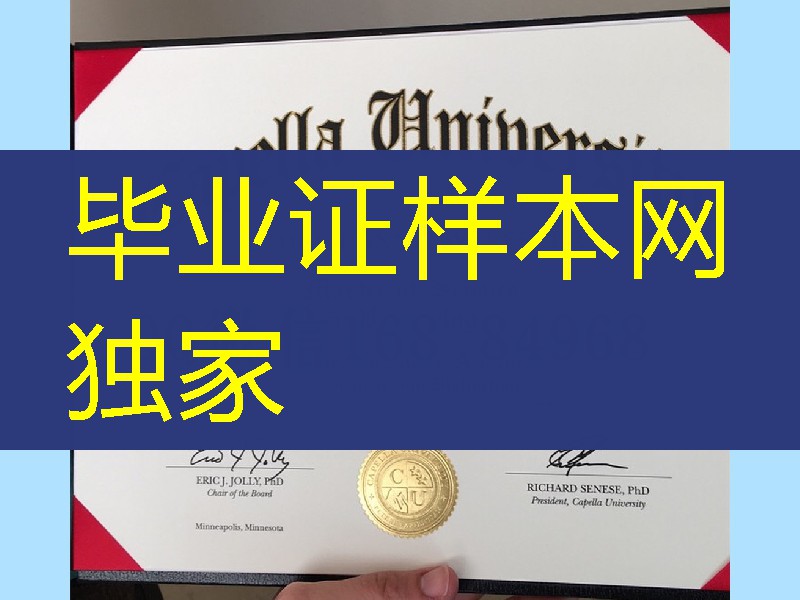 毕业证样本网
独家
ERIC J. JOLLY, PhD
Chair of the Board
RICHARD SENESE, PhD
President, Capella University
Minneapolis, Minnesota